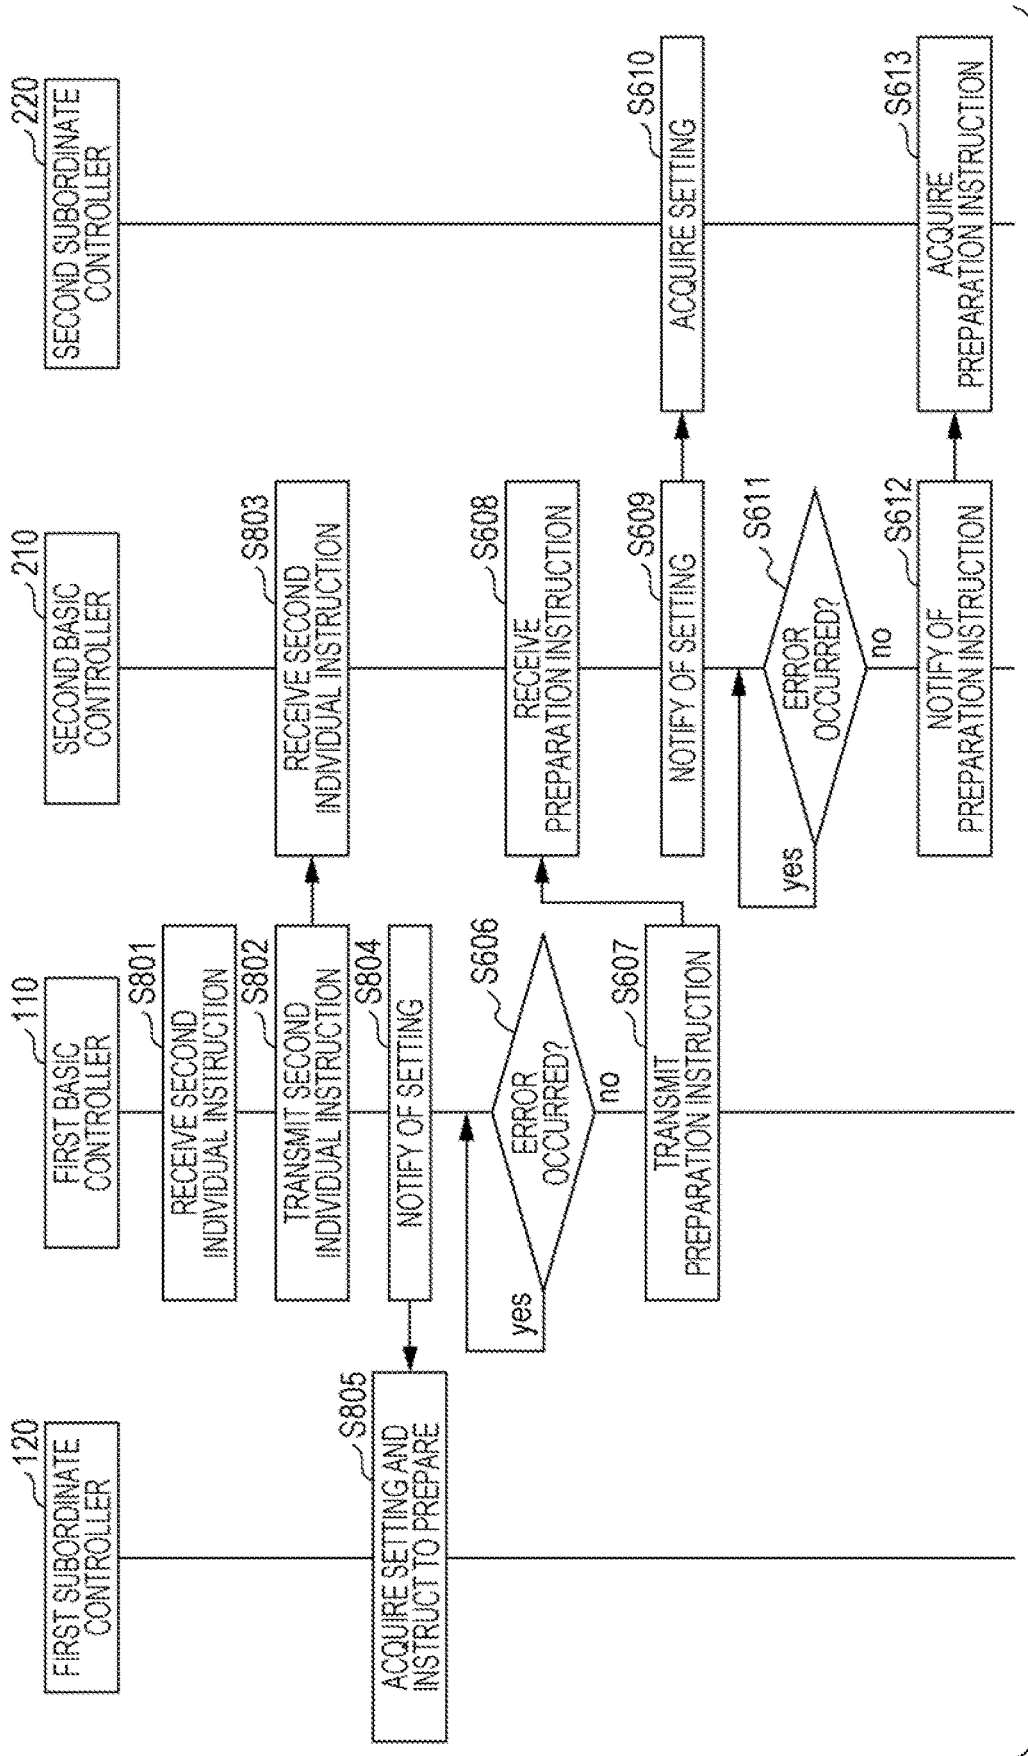 120
FIRST SUBORDINATE
CONTROLLER
110
FIRST BASIC
CONTROLLER
210
SECOND BASIC
CONTROLLER
220
SECOND SUBORDINATE
CONTROLLER
S801
RECEIVE SECOND
INDIVIDUAL INSTRUCTION
S802
TRANSMIT SECOND
INDIVIDUAL INSTRUCTION
S803
RECEIVE SECOND
INDIVIDUAL INSTRUCTION
S804
NOTIFY OF SETTING
S805
ACQUIRE SETTING AND
INSTRUCT TO PREPARE
S606
ERROR
OCCURRED?
yes
no
S607
TRANSMIT
PREPARATION INSTRUCTION
S608
RECEIVE
PREPARATION INSTRUCTION
S609
NOTIFY OF SETTING
S610
ACQUIRE SETTING
S611
ERROR
OCCURRED?
yes
no
S612
NOTIFY OF
PREPARATION INSTRUCTION
S613
ACQUIRE
PREPARATION INSTRUCTION